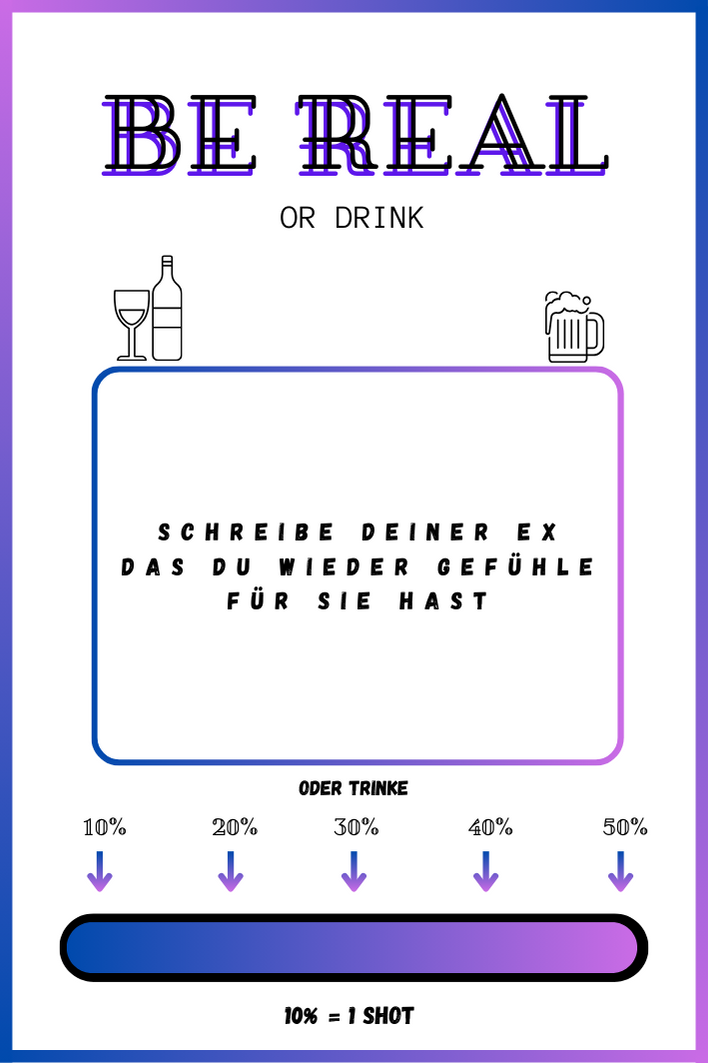 BE REAL
OR DRINK
SCHREIBE DEINER EX
DAS DU WIEDER GEFÜHLE
FÜR SIE HAST
ODER TRINKE
10% 20% 30% 40% 50%
10% = 1 SHOT